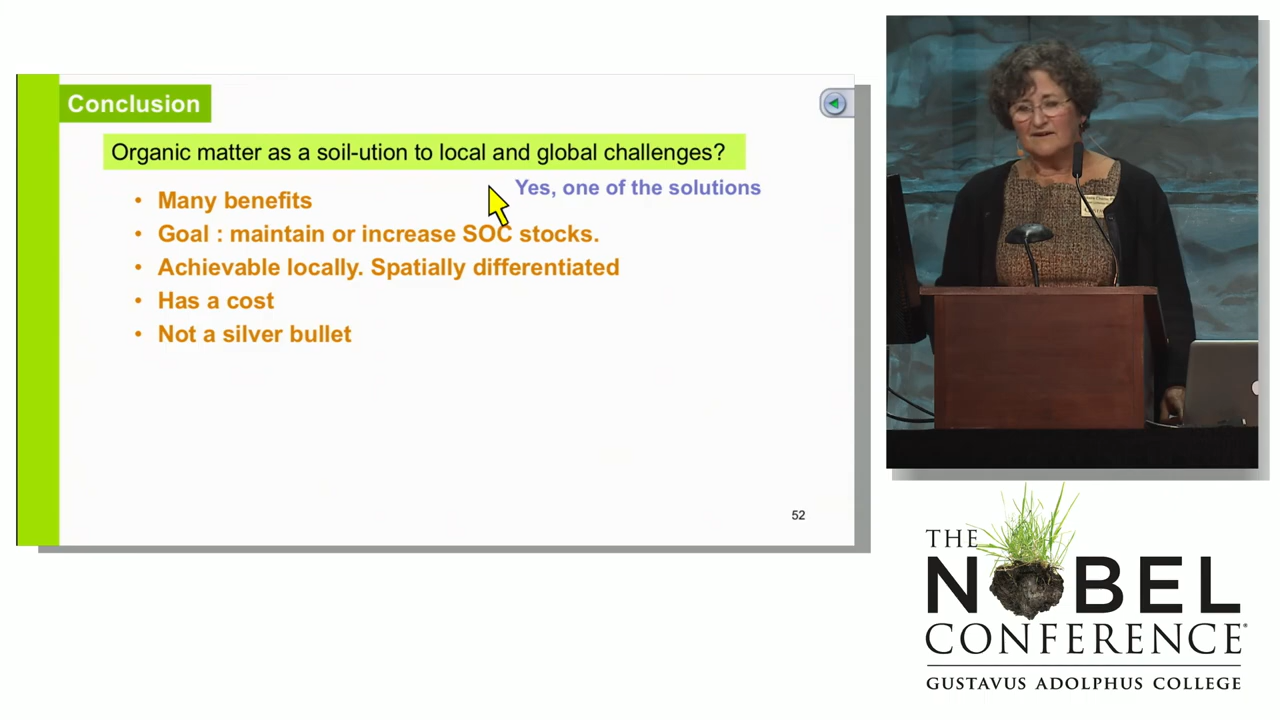 Conclusion
Organic matter as a soil-ution to local and global challenges?
Yes, one of the solutions
• Many benefits
• Goal : maintain or increase SOC stocks.
• Achievable locally. Spatially differentiated
• Has a cost
• Not a silver bullet
52
THE
NOBEL
CONFERENCE®
GUSTAVUS ADOLPHUS COLLEGE